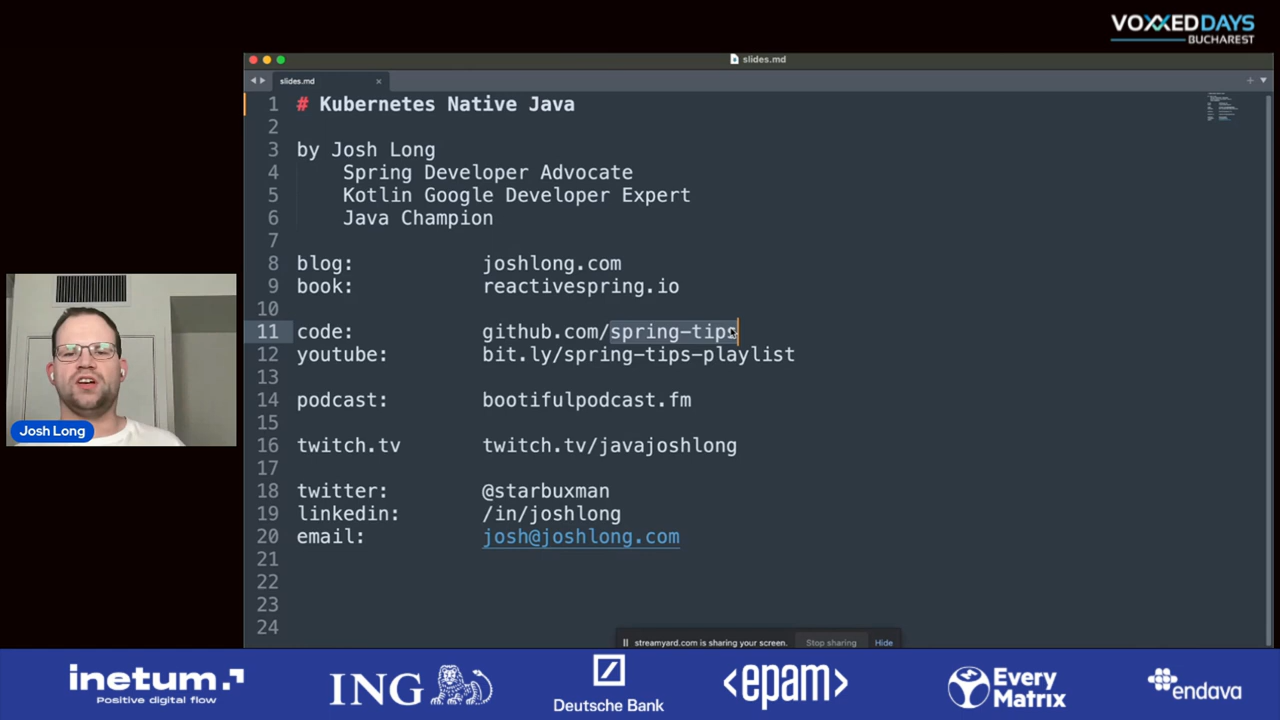 VOXXEDDAYS
BUCHAREST
slides.md
slides.md
1 # Kubernetes Native Java
2
3 by Josh Long
4 Spring Developer Advocate
5 Kotlin Google Developer Expert
6 Java Champion
7
8 blog: joshlong.com
9 book: reactivespring.io
10
11 code: github.com/spring-tips
12 youtube: bit.ly/spring-tips-playlist
13
14 podcast: bootifulpodcast.fm
15
16 twitch.tv twitch.tv/javajoshlong
17
18 twitter: @starbuxman
19 linkedin: /in/joshlong
20 email: josh@joshlong.com
21
22
23
24
Josh Long
streamyard.com is sharing your screen. Stop sharing Hide
inetum.
Positive digital flow
ING
Deutsche Bank
<epam>
Every
Matrix
endava